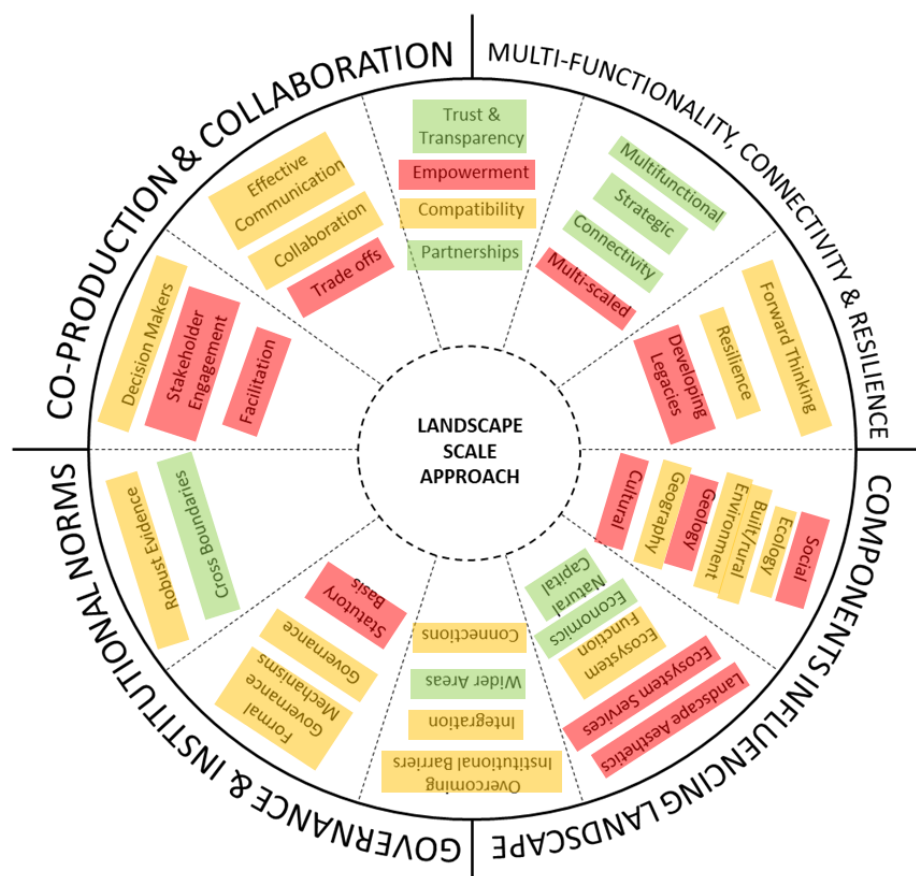 CO-PRODUCTION & COLLABORATION
MULTI-FUNCTIONALITY, CONNECTIVITY & RESILIENCE
COMPONENTS INFLUENCING LANDSCAPE
GOVERNANCE & INSTITUTIONAL NORMS
LANDSCAPE
SCALE
APPROACH
Trust &
Transparency
Empowerment
Compatibility
Partnerships
Multifunctional
Strategic
Connectivity
Multi-scaled
Forward Thinking
Resilience
Developing
Legacies
Social
Ecology
Built/rural
Environment
Geology
Geography
Cultural
Natural
Capital
Economics
Ecosystem
Function
Ecosystem Services
Landscape Aesthetics
Connections
Wider Areas
Integration
Overcoming
Institutional Barriers
Statutory
Basis
Governance
Formal
Governance
Mechanisms
Cross Boundaries
Robust Evidence
Decision Makers
Stakeholder
Engagement
Facilitation
Effective
Communication
Collaboration
Trade offs